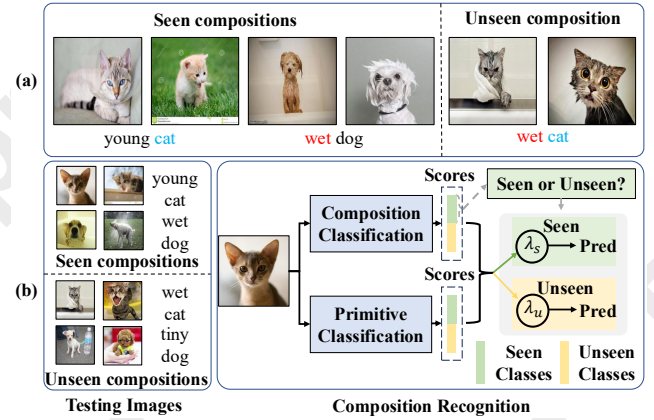 Seen compositions
Unseen composition
(a)
young cat
wet dog
wet cat
(b)
young
cat
wet
dog
Seen compositions
wet
cat
tiny
dog
Unseen compositions
Testing Images
Composition
Classification
Primitive
Classification
Scores
Scores
Seen or Unseen?
Seen
λs
Pred
Unseen
λu
Pred
Seen
Classes
Unseen
Classes
Composition Recognition